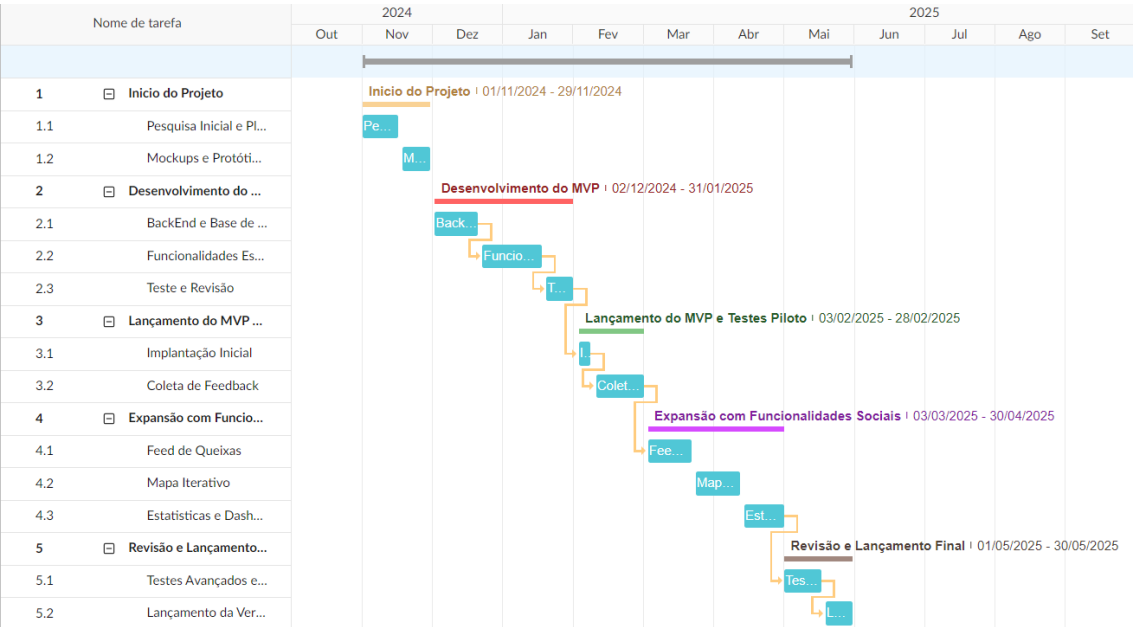 Nome de tarefa
2024 2025
Out Nov Dez Jan Fev Mar Abr Mai Jun Jul Ago Set
1 Inicio do Projeto Inicio do Projeto 01/11/2024 - 29/11/2024
1.1 Pesquisa Inicial e Pl... Pe...
1.2 Mockups e Protóti... M...
2 Desenvolvimento do ... Desenvolvimento do MVP 02/12/2024 - 31/01/2025
2.1 BackEnd e Base de ... Back...
2.2 Funcionalidades Es... Funcio...
2.3 Teste e Revisão T...
3 Lançamento do MVP ... Lançamento do MVP e Testes Piloto 03/02/2025 - 28/02/2025
3.1 Implantação Inicial I...
3.2 Coleta de Feedback Colet...
4 Expansão com Funcio... Expansão com Funcionalidades Sociais 03/03/2025 - 30/04/2025
4.1 Feed de Queixas Fee...
4.2 Mapa Iterativo Map...
4.3 Estatisticas e Dash... Est...
5 Revisão e Lançamento... Revisão e Lançamento Final 01/05/2025 - 30/05/2025
5.1 Testes Avançados e... Tes...
5.2 Lançamento da Ver... L...